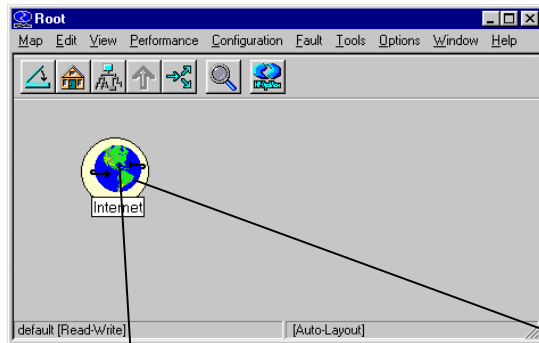 Root
Map Edit View Performance Configuration Fault Tools Options Window Help
Internet
default [Read-Write] [Auto-Layout]